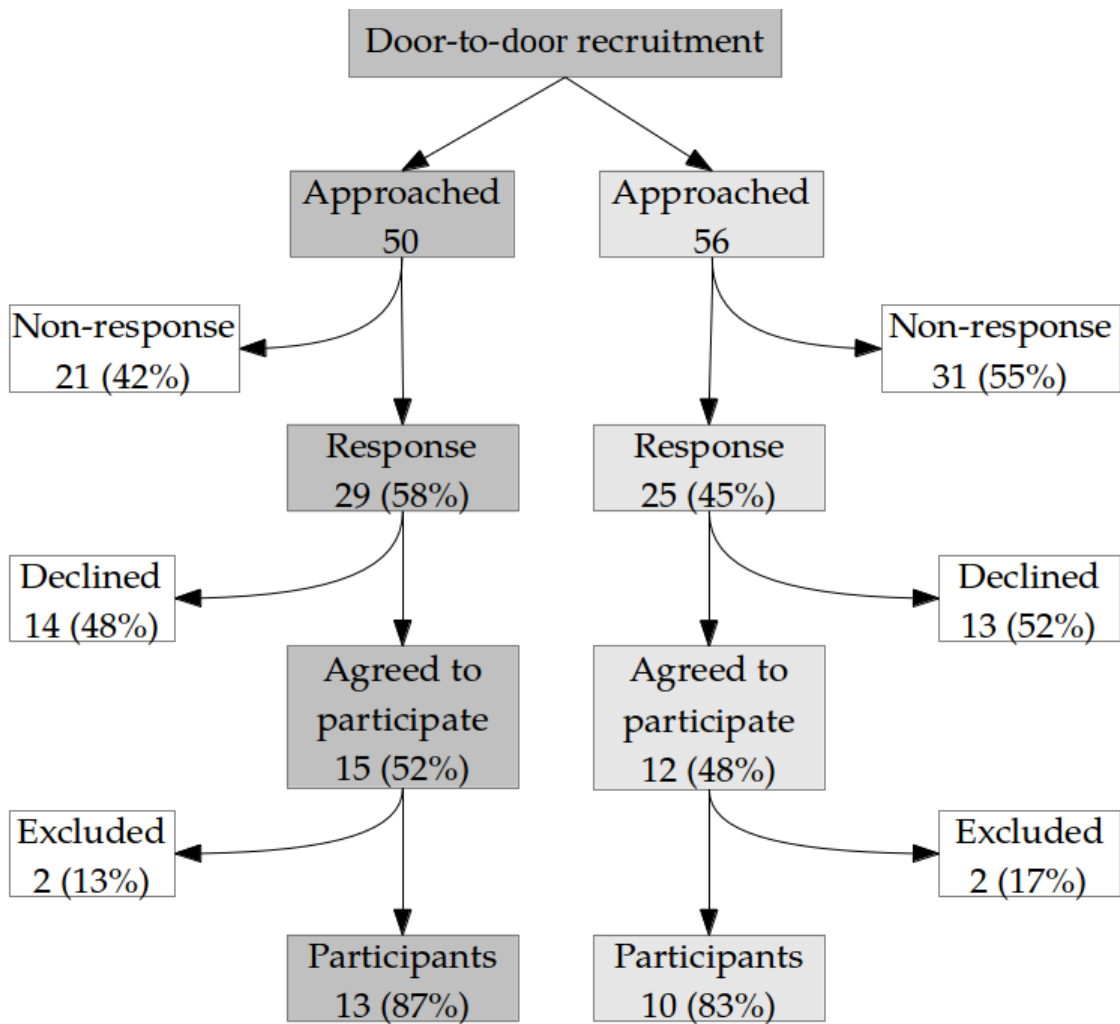 Door-to-door recruitment
Approached
50
Approached
56
Non-response
21 (42%)
Non-response
31 (55%)
Response
29 (58%)
Response
25 (45%)
Declined
14 (48%)
Declined
13 (52%)
Agreed to
participate
15 (52%)
Agreed to
participate
12 (48%)
Excluded
2 (13%)
Excluded
2 (17%)
Participants
13 (87%)
Participants
10 (83%)